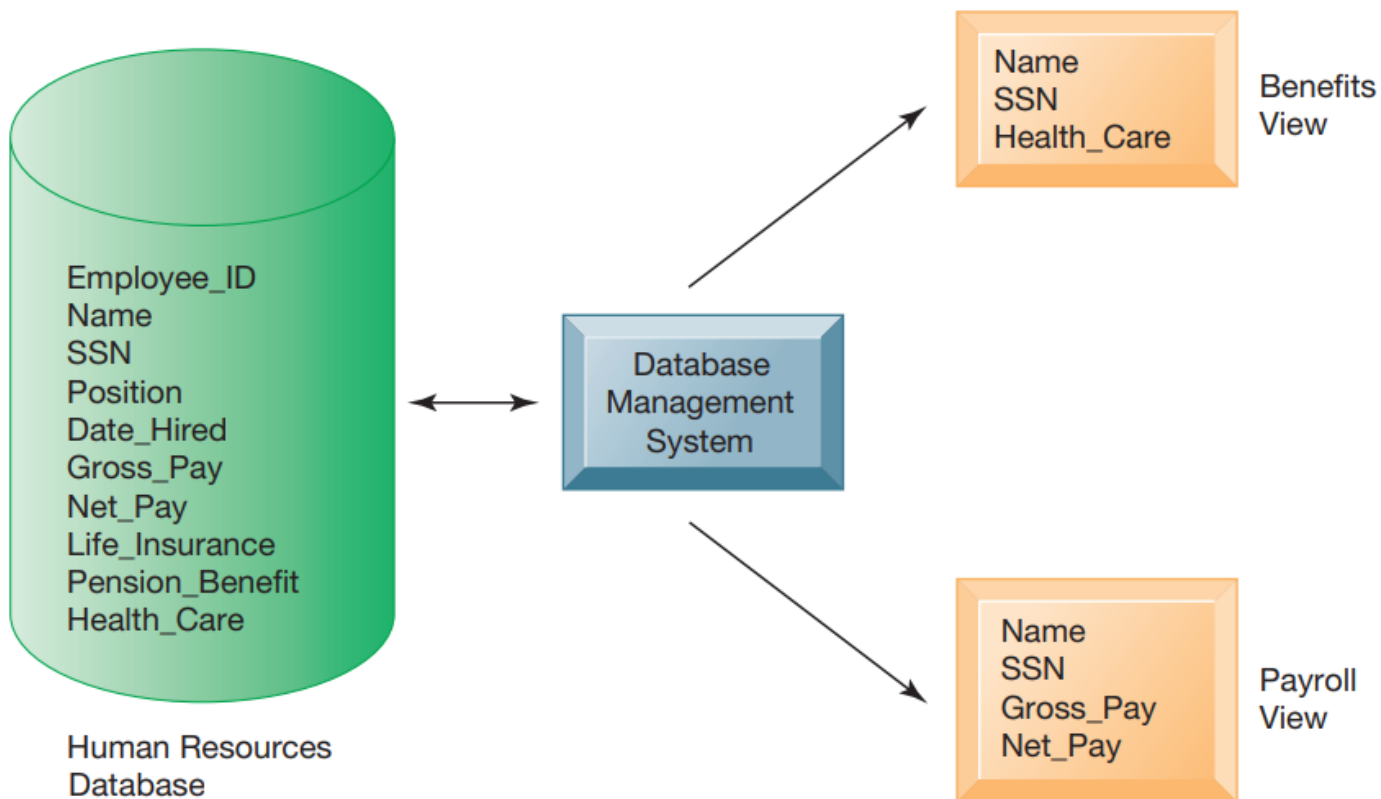 Employee_ID
Name
SSN
Position
Date_Hired
Gross_Pay
Net_Pay
Life_Insurance
Pension_Benefit
Health_Care
Human Resources
Database
Database
Management
System
Name
SSN
Health_Care
Benefits
View
Name
SSN
Gross_Pay
Net_Pay
Payroll
View